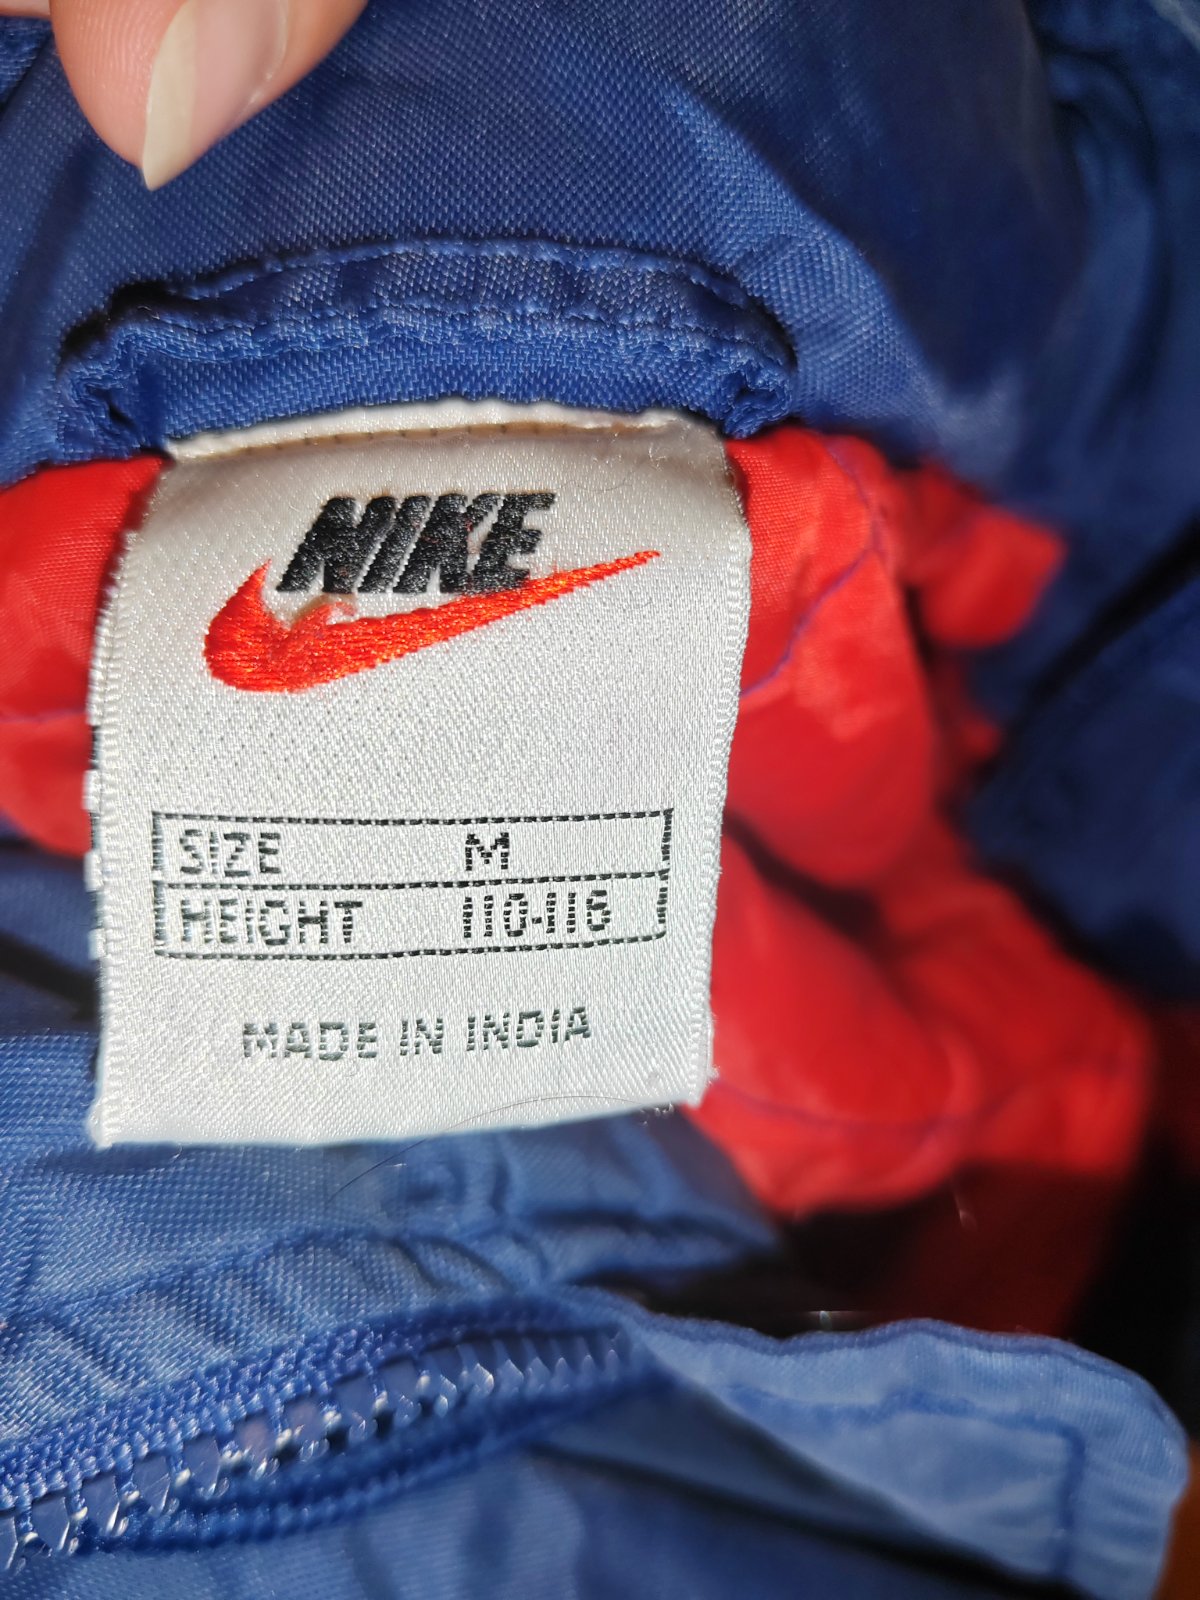 NIKE
SIZE M
HEIGHT 110-116
MADE IN INDIA